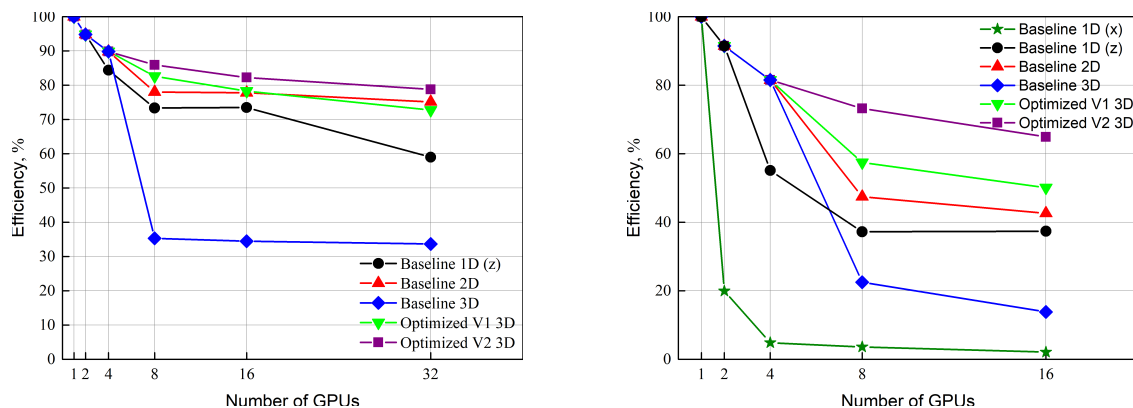 100
90
80
70
60
50
40
30
20
10
0
Efficiency, %
1 2 4 8 16 32
Number of GPUs
Baseline 1D (z)
Baseline 2D
Baseline 3D
Optimized V1 3D
Optimized V2 3D
100
80
60
40
20
0
Efficiency, %
1 2 4 8 16
Number of GPUs
Baseline 1D (x)
Baseline 1D (z)
Baseline 2D
Baseline 3D
Optimized V1 3D
Optimized V2 3D